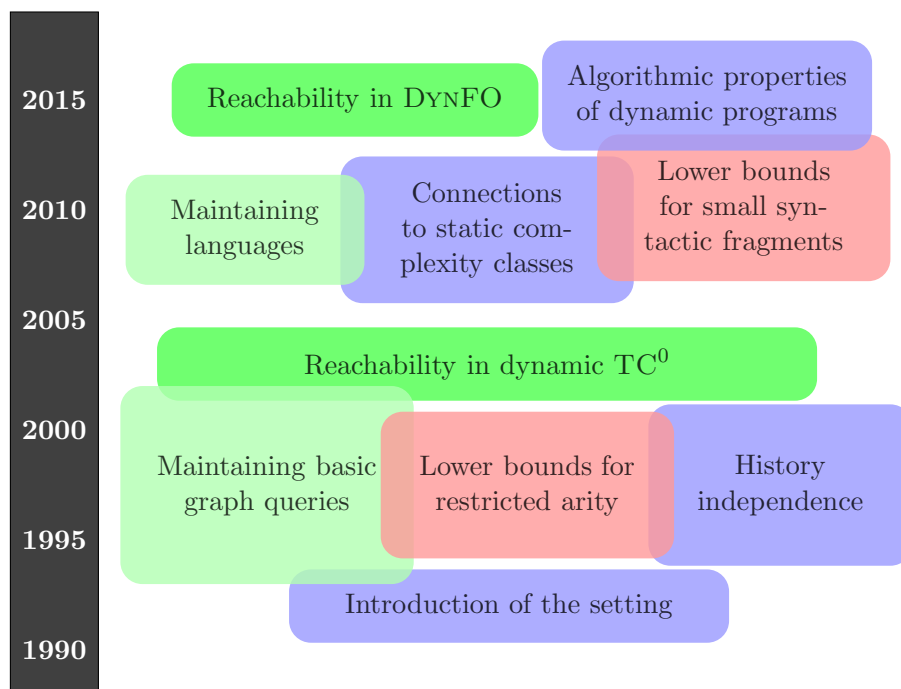 2015
Reachability in DYNFO
Algorithmic properties
of dynamic programs
2010
Maintaining
languages
Connections
to static com-
plexity classes
Lower bounds
for small syn-
tactic fragments
2005
Reachability in dynamic TC⁰
2000
Maintaining basic
graph queries
Lower bounds for
restricted arity
History
independence
1995
Introduction of the setting
1990